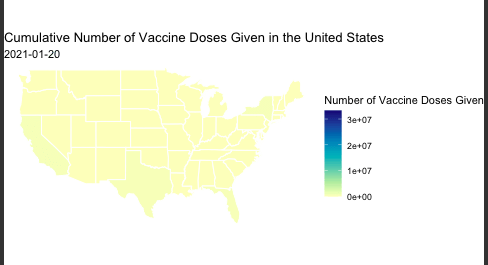 Cumulative Number of Vaccine Doses Given in the United States
2021-01-20
Number of Vaccine Doses Given
3e+07
2e+07
1e+07
0e+00